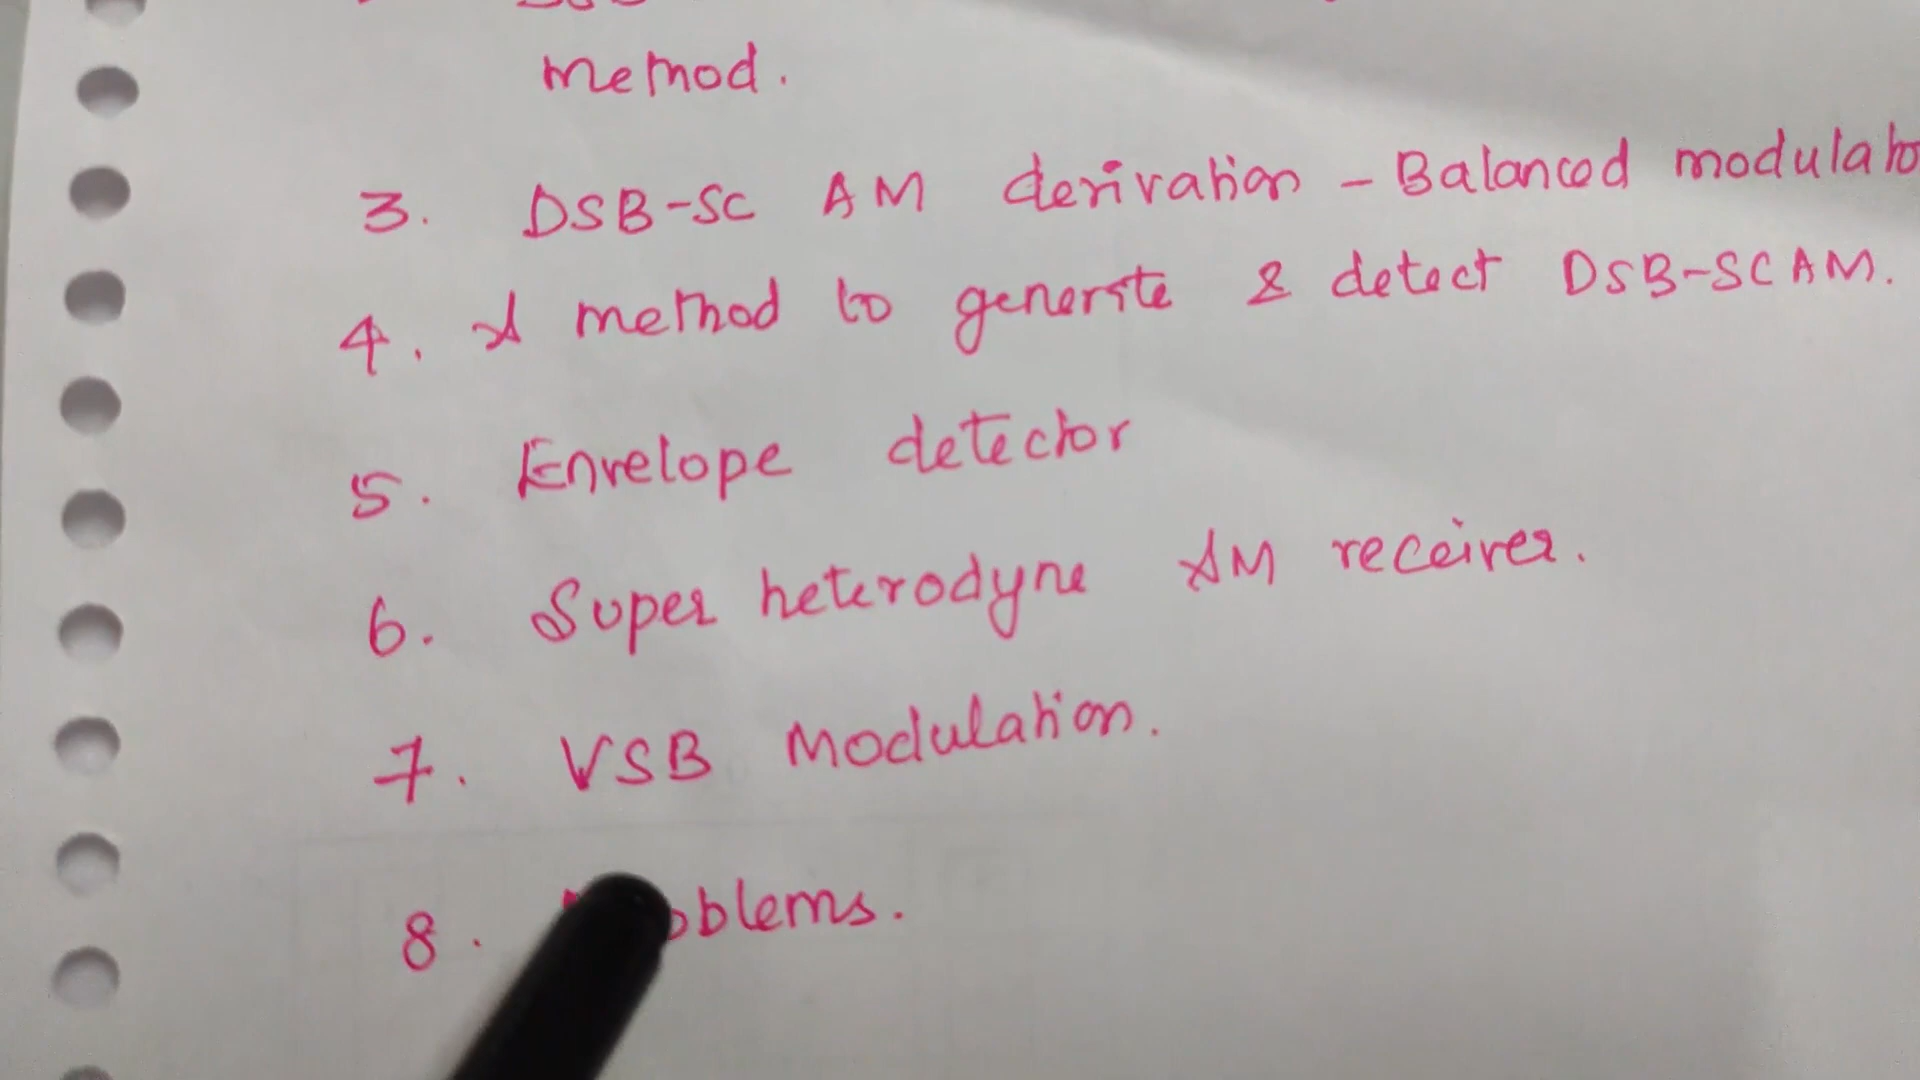 method.
3. DSB-SC AM derivation - Balanced modulato
4. A method to generate & detect DSB-SC AM.
5. Envelope detector
6. Super heterodyne AM receiver.
7. VSB Modulation.
8. Problems.